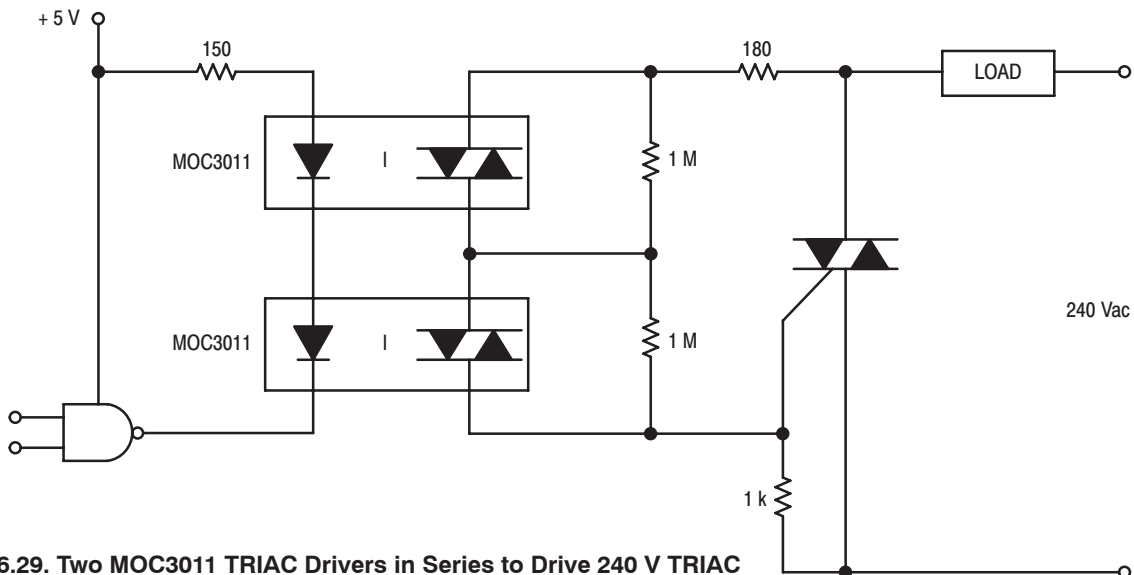 + 5 V
150
180
LOAD
MOC3011
I
1 M
MOC3011
I
1 M
240 Vac
1 k
6.29. Two MOC3011 TRIAC Drivers in Series to Drive 240 V TRIAC